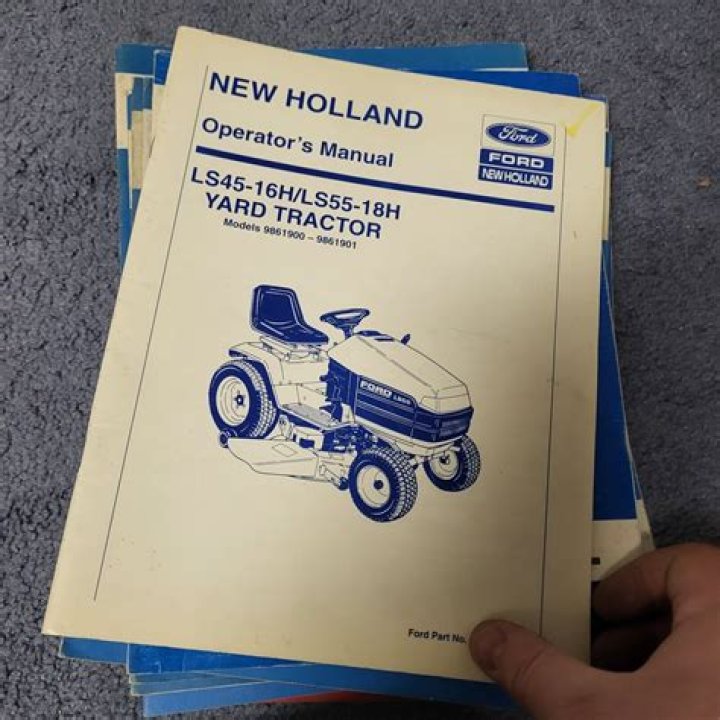 NEW HOLLAND
Operator's Manual
Ford
FORD
NEW HOLLAND
LS45-16H/LS55-18H
YARD TRACTOR
Models 9861900 – 9861901
FORD LS55
Ford Part No.